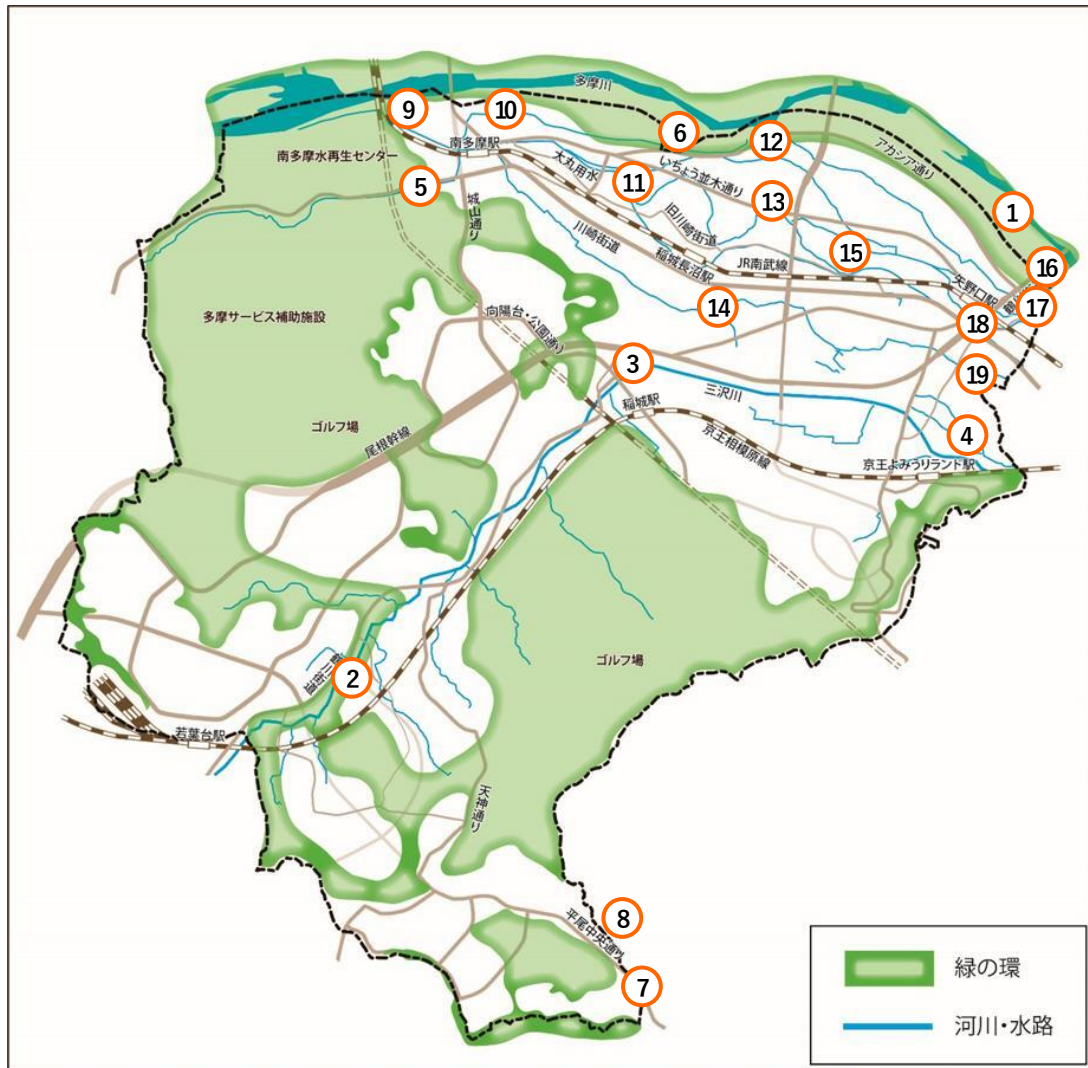 多摩川
⑨
⑩
⑥
⑫
南多摩駅
アカシア通り
南多摩水再生センター
大丸用水
いちょう並木通り
⑤
⑪
⑬
①
城山通り
旧川崎街道
川崎街道
稲城長沼駅
JR南武線
⑮
⑯
矢野口駅
⑰
多摩サービス補助施設
⑭
⑱
向陽台・公園通り
③
⑲
稲城駅
三沢川
ゴルフ場
尾根幹線
京王相模原線
④
京王よみうりランド駅
ゴルフ場
鶴川街道
②
若葉台駅
天神通り
⑧
平尾中央通り
⑦
緑の環
河川・水路